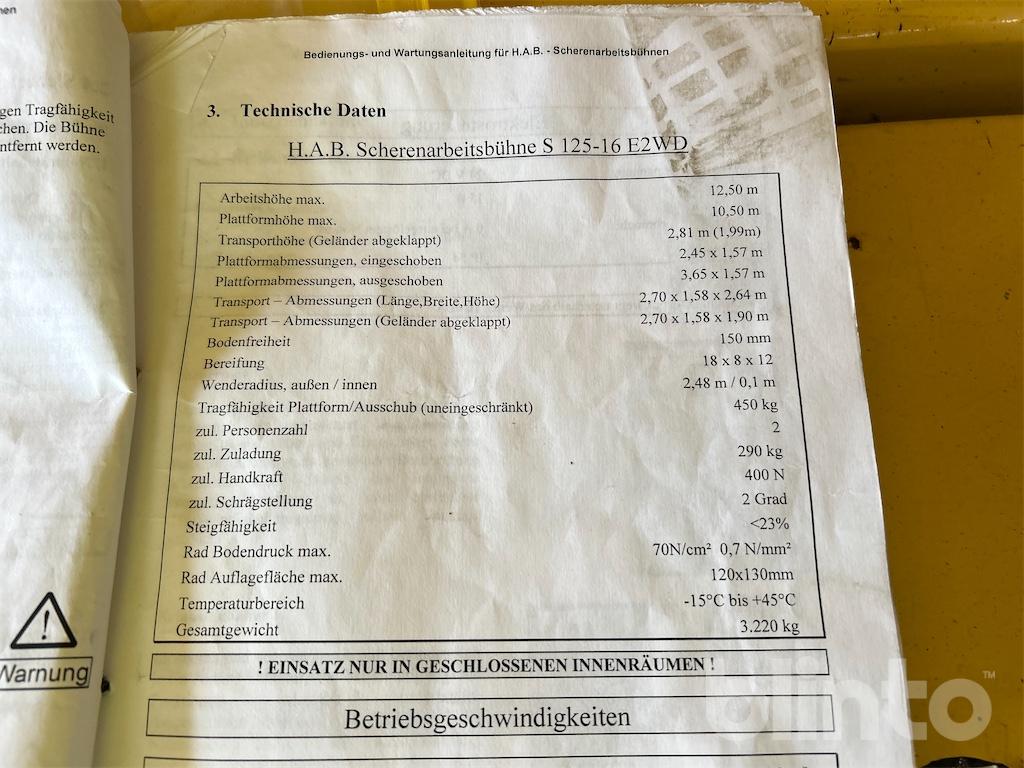 nen
gen Tragfähigkeit
chen. Die Bühne
ntfernt werden.
Warnung
Bedienungs- und Wartungsanleitung für H.A.B. - Scherenarbeitsbühnen
3. Technische Daten
H.A.B. Scherenarbeitsbühne S 125-16 E2WD
Arbeitshöhe max. 12,50 m
Plattformhöhe max. 10,50 m
Transporthöhe (Geländer abgeklappt) 2,81 m (1,99m)
Plattformabmessungen, eingeschoben 2,45 x 1,57 m
Plattformabmessungen, ausgeschoben 3,65 x 1,57 m
Transport – Abmessungen (Länge,Breite,Höhe) 2,70 x 1,58 x 2,64 m
Transport – Abmessungen (Geländer abgeklappt) 2,70 x 1,58 x 1,90 m
Bodenfreiheit 150 mm
Bereifung 18 x 8 x 12
Wenderadius, außen / innen 2,48 m / 0,1 m
Tragfähigkeit Plattform/Ausschub (uneingeschränkt) 450 kg
zul. Personenzahl 2
zul. Zuladung 290 kg
zul. Handkraft 400 N
zul. Schrägstellung 2 Grad
Steigfähigkeit <23%
Rad Bodendruck max. 70N/cm² 0,7 N/mm²
Rad Auflagefläche max. 120x130mm
Temperaturbereich -15°C bis +45°C
Gesamtgewicht 3.220 kg
! EINSATZ NUR IN GESCHLOSSENEN INNENRÄUMEN !
Betriebsgeschwindigkeiten
blinto™